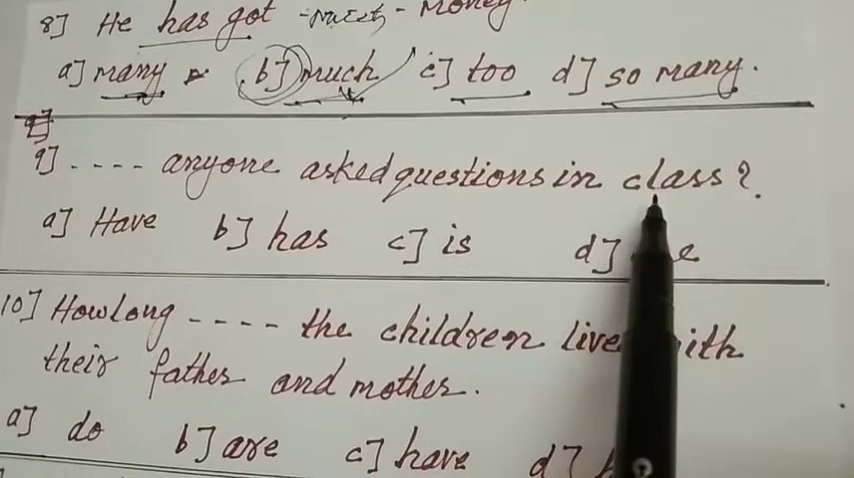 8] He has got - much - Money
a] many b] much c] too d] so many.
9] .... anyone asked questions in class?
a] Have b] has c] is d]
10] How long ---- the children live with
their father and mother.
a] do b] are c] have d]